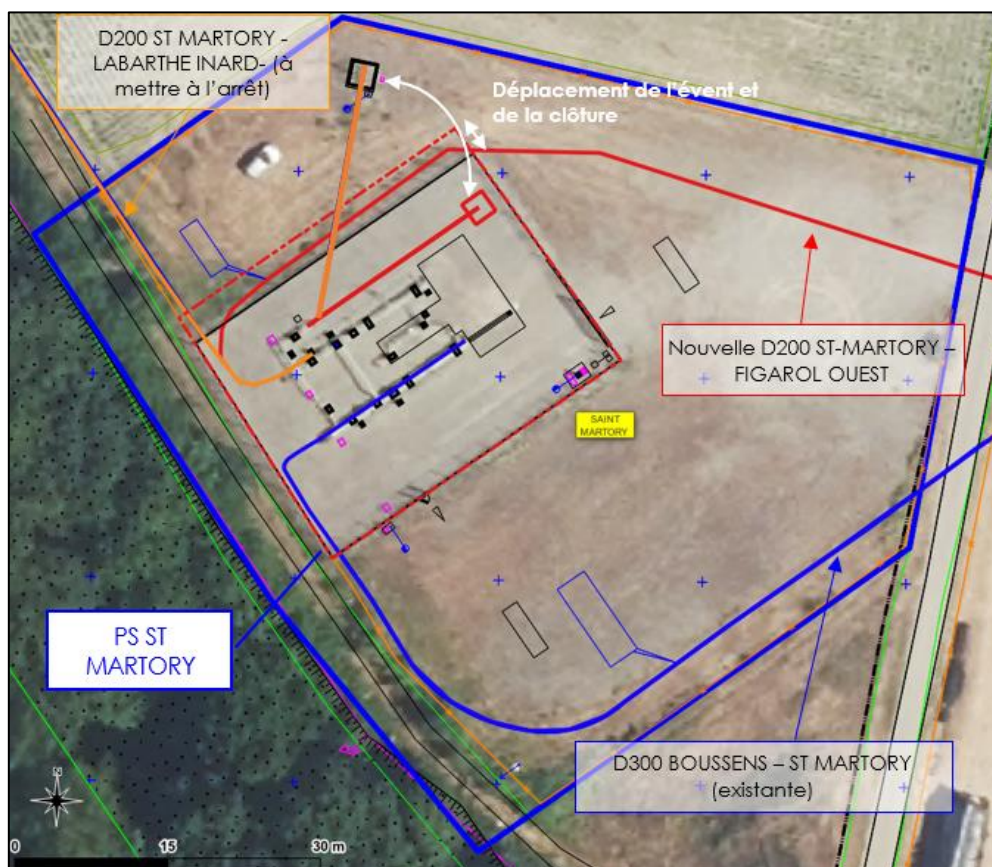 D200 ST MARTORY -
LABARTHE INARD- (à
mettre à l'arrêt)
Déplacement de l'évent et
de la clôture
Nouvelle D200 ST-MARTORY –
FIGAROL OUEST
SAINT
MARTORY
PS ST
MARTORY
D300 BOUSSENS – ST MARTORY
(existante)
N
0 15 30 m